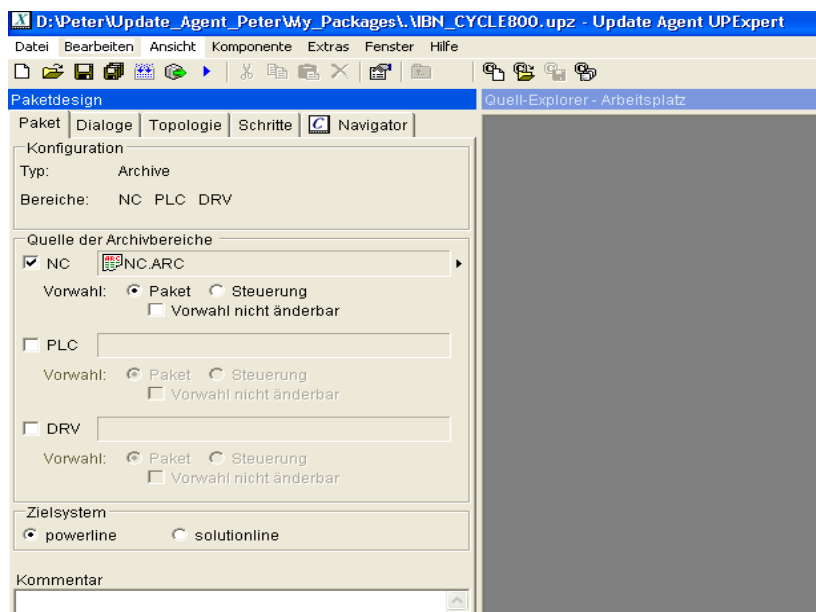 D:\Peter\Update_Agent_Peter\My_Packages\.\IBN_CYCLE800.upz - Update Agent UPExpert
Datei Bearbeiten Ansicht Komponente Extras Fenster Hilfe
Paketdesign
Quell-Explorer - Arbeitsplatz
Paket Dialoge Topologie Schritte C Navigator
Konfiguration
Typ: Archive
Bereiche: NC PLC DRV
Quelle der Archivbereiche
NC NC.ARC
Vorwahl: Paket Steuerung
Vorwahl nicht änderbar
PLC
Vorwahl: Paket Steuerung
Vorwahl nicht änderbar
DRV
Vorwahl: Paket Steuerung
Vorwahl nicht änderbar
Zielsystem
powerline solutionline
Kommentar